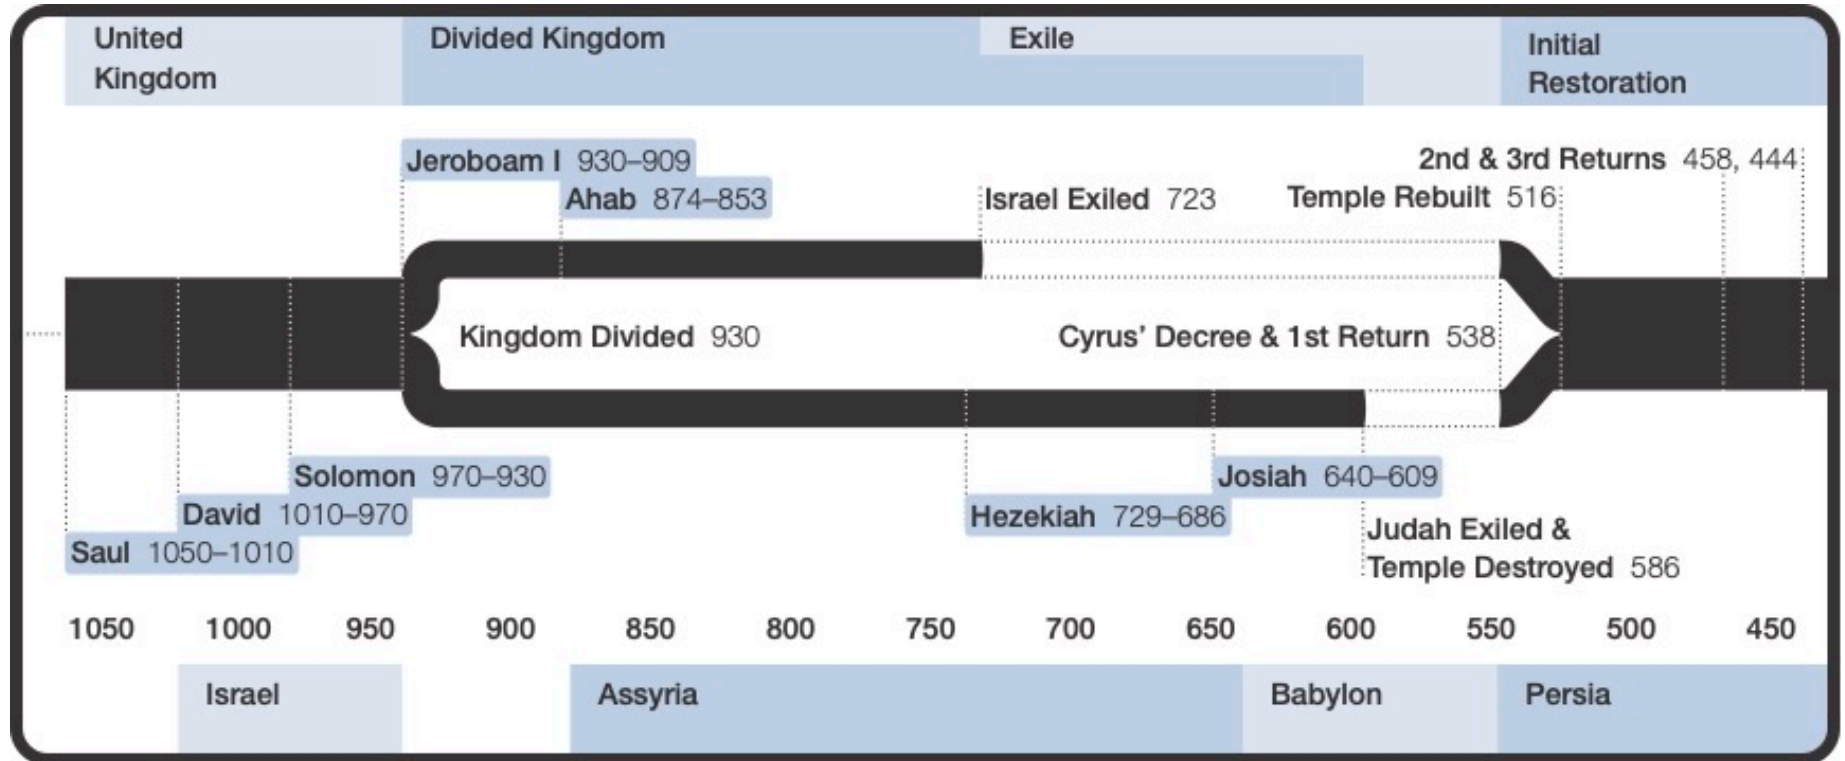 United
Kingdom
Divided Kingdom
Exile
Initial
Restoration
Jeroboam I 930–909
2nd & 3rd Returns 458, 444
Ahab 874–853
Israel Exiled 723
Temple Rebuilt 516
Kingdom Divided 930
Cyrus’ Decree & 1st Return 538
Solomon 970–930
Josiah 640–609
David 1010–970
Hezekiah 729–686
Saul 1050–1010
Judah Exiled &
Temple Destroyed 586
1050 1000 950 900 850 800 750 700 650 600 550 500 450
Israel
Assyria
Babylon
Persia